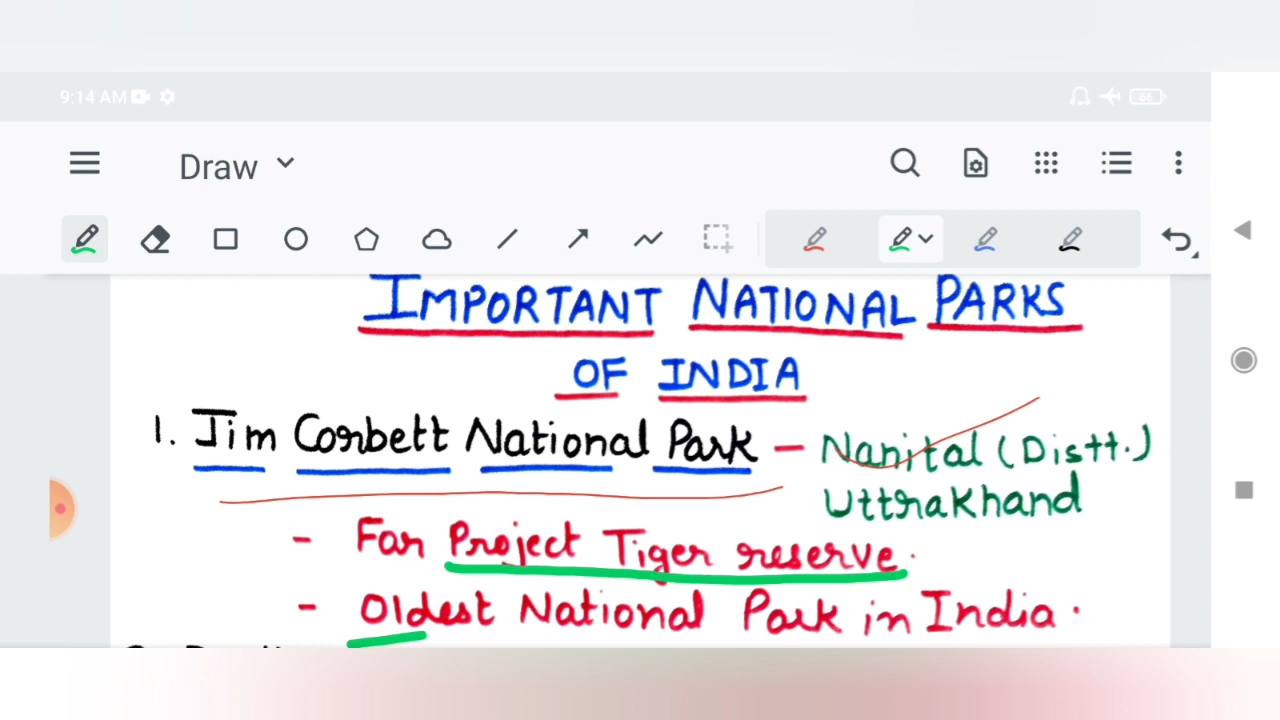 9:14 AM
66
Draw
IMPORTANT NATIONAL PARKS
OF INDIA
1. Jim Corbett National Park - Nanital (Distt.)
Uttrakhand
- For Project Tiger reserve.
- Oldest National Park in India.